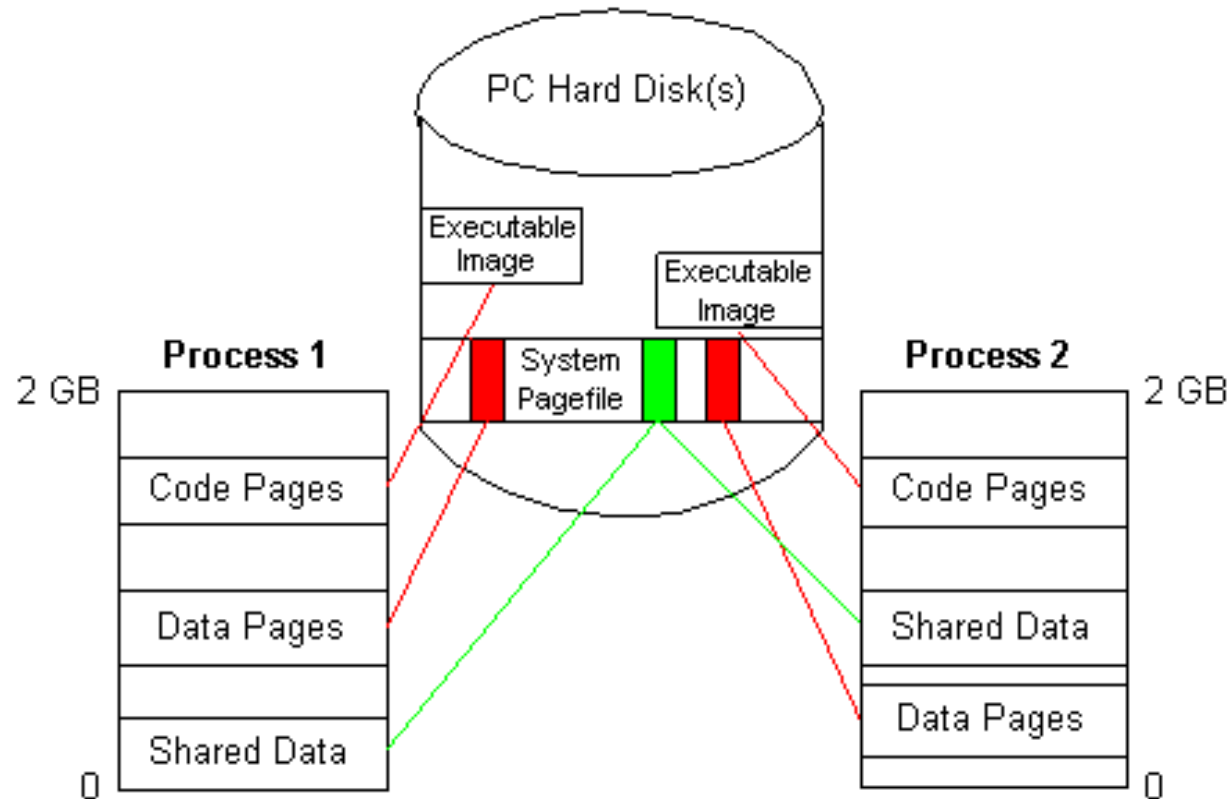 PC Hard Disk(s)
Executable
Image
Executable
Image
Process 1
System
Pagefile
Process 2
2 GB
2 GB
Code Pages
Code Pages
Data Pages
Shared Data
Data Pages
Shared Data
0
0